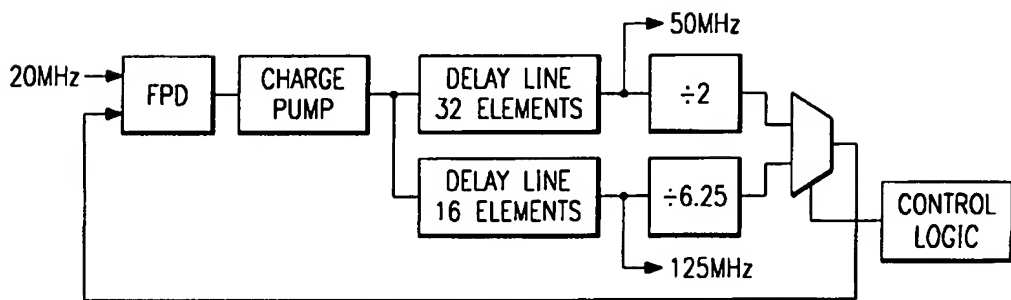 50MHz
20MHz
FPD
CHARGE
PUMP
DELAY LINE
32 ELEMENTS
÷2
DELAY LINE
16 ELEMENTS
÷6.25
CONTROL
LOGIC
125MHz